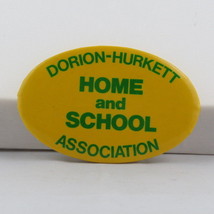 DORION-HURKETT
HOME
and
SCHOOL
ASSOCIATION